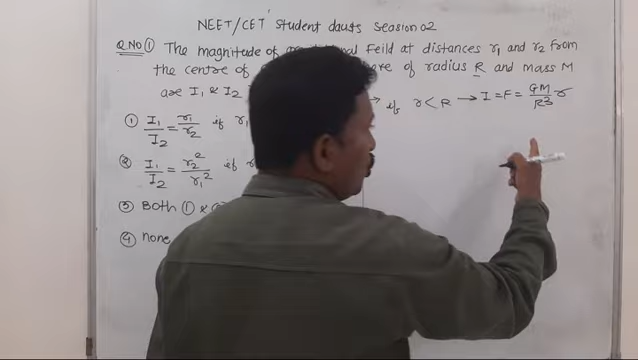 NEET/CET Student dauts Seasion 02
Q.NO ① The magnitude of Feild at distances r₁ and r₂ from
the centre of of radius R and mass M
are I₁ & I₂ if r < R → I = F = GM/R³ r
① I₁/I₂ = r₁/r₂ if r₁
② I₁/I₂ = r₂²/r₁² if
③ Both ① &
④ none